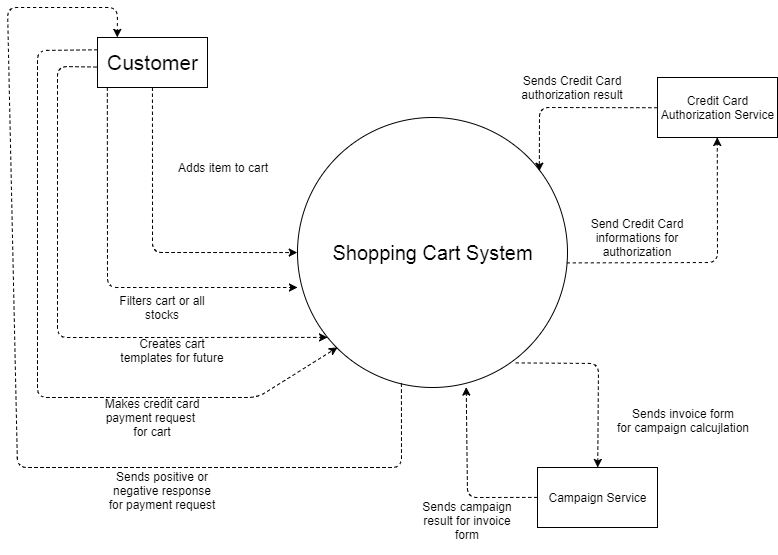 Customer
Sends Credit Card
authorization result
Credit Card
Authorization Service
Adds item to cart
Shopping Cart System
Send Credit Card
informations for
authorization
Filters cart or all
stocks
Creates cart
templates for future
Makes credit card
payment request
for cart
Sends invoice form
for campaign calcujlation
Sends positive or
negative response
for payment request
Sends campaign
result for invoice
form
Campaign Service